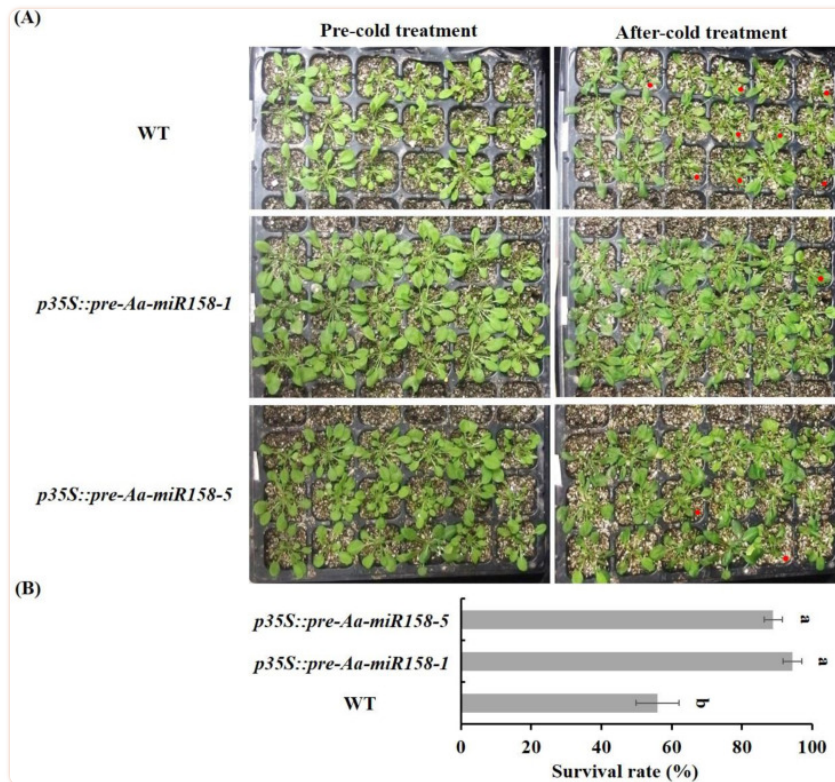 (A)
Pre-cold treatment After-cold treatment
WT
p35S::pre-Aa-miR158-1
p35S::pre-Aa-miR158-5
(B)
p35S::pre-Aa-miR158-5 a
p35S::pre-Aa-miR158-1 a
WT b
0 20 40 60 80 100
Survival rate (%)